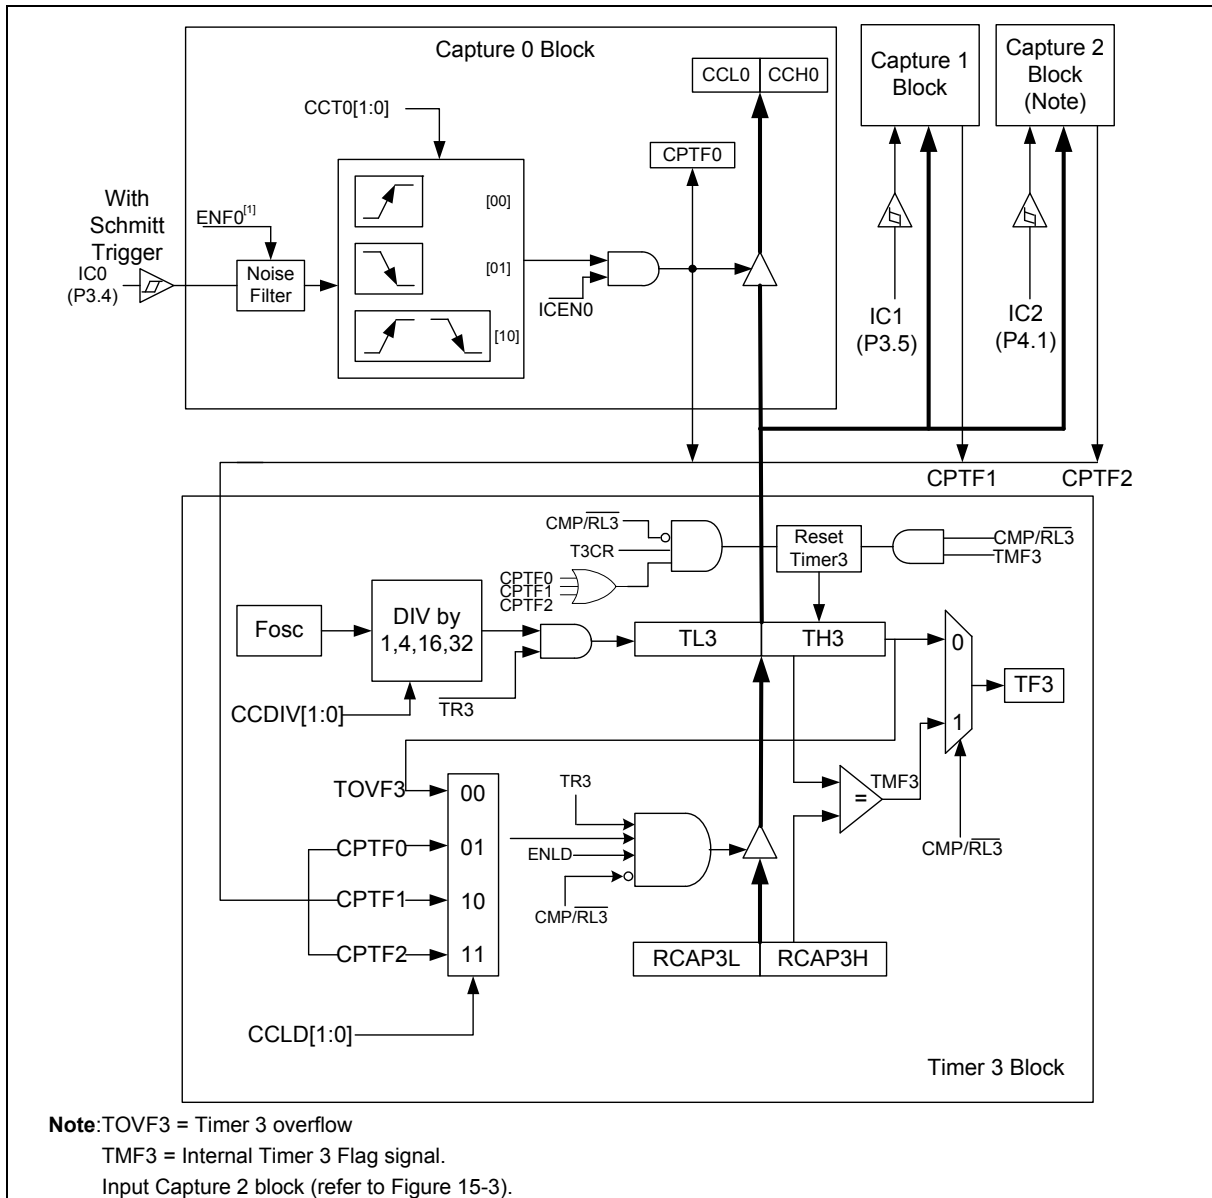 Capture 0 Block
CCT0[1:0]
CCL0 CCH0
Capture 1
Block
Capture 2
Block
(Note)
CPTF0
With
Schmitt
Trigger
IC0
(P3.4)
ENF0[1]
Noise
Filter
[00]
[01]
[10]
ICEN0
IC1
(P3.5)
IC2
(P4.1)
CPTF1
CPTF2
CMP/RL3
T3CR
CPTF0
CPTF1
CPTF2
Reset
Timer3
CMP/RL3
TMF3
Fosc
DIV by
1,4,16,32
TL3 TH3
0
1
TF3
TR3
CCDIV[1:0]
TOVF3
00
CPTF0
01
CPTF1
10
CPTF2
11
TR3
ENLD
CMP/RL3
=
TMF3
CMP/RL3
RCAP3L RCAP3H
CCLD[1:0]
Timer 3 Block
Note:TOVF3 = Timer 3 overflow
TMF3 = Internal Timer 3 Flag signal.
Input Capture 2 block (refer to Figure 15-3).